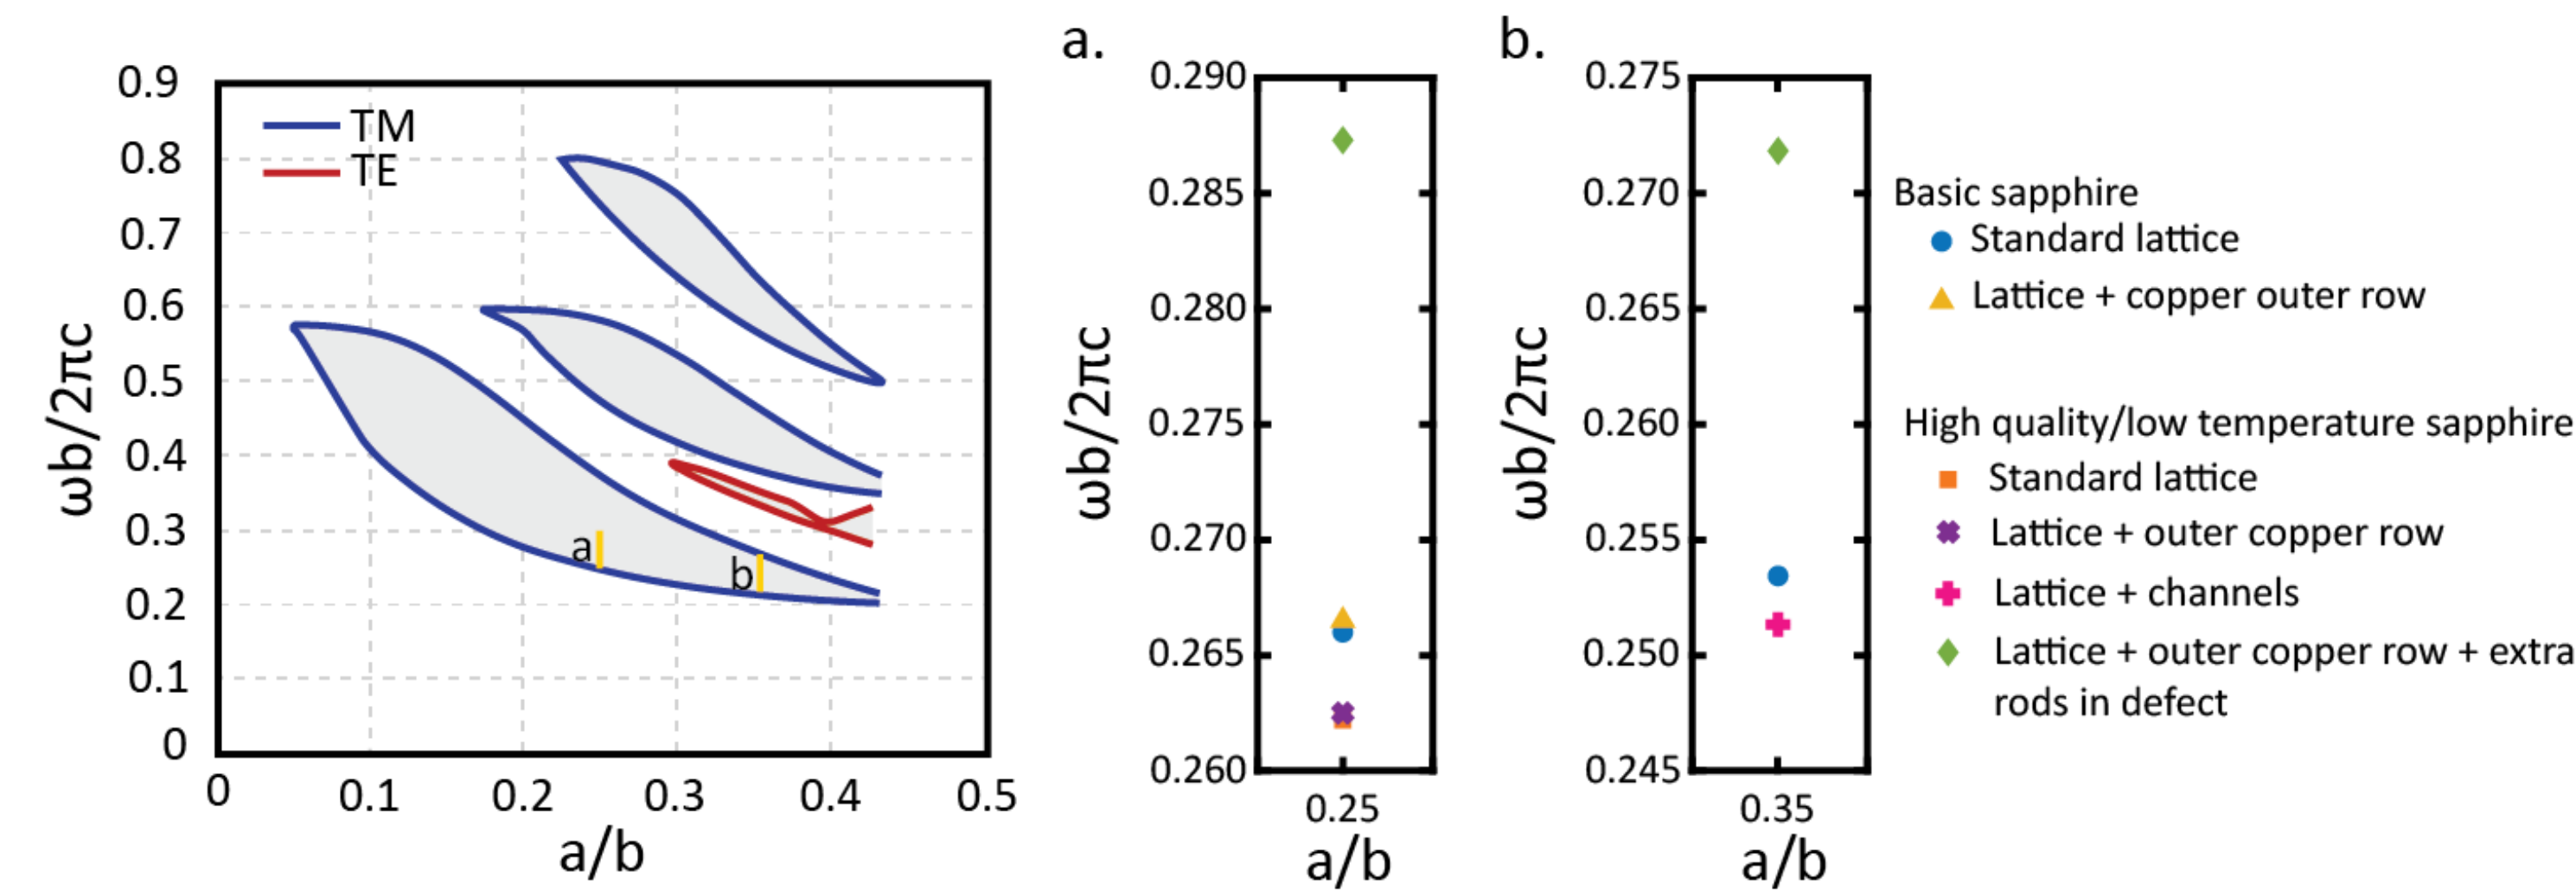 0.9
0.8
0.7
0.6
0.5
0.4
0.3
0.2
0.1
0
ωb/2πc
TM
TE
a
b
0 0.1 0.2 0.3 0.4 0.5
a/b
a.
0.290
0.285
0.280
0.275
0.270
0.265
0.260
ωb/2πc
0.25
a/b
b.
0.275
0.270
0.265
0.260
0.255
0.250
0.245
ωb/2πc
0.35
a/b
Basic sapphire
Standard lattice
Lattice + copper outer row
High quality/low temperature sapphire
Standard lattice
Lattice + outer copper row
Lattice + channels
Lattice + outer copper row + extra
rods in defect